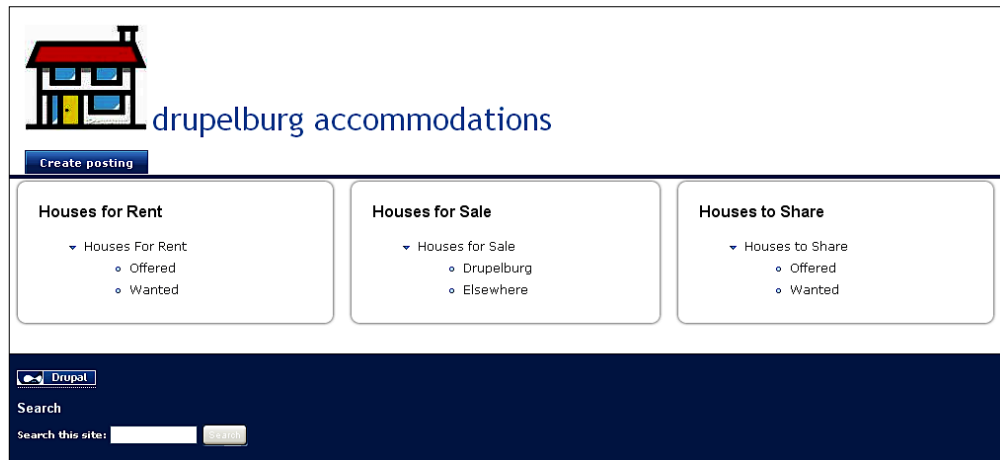 drupelburg accommodations
Create posting
Houses for Rent
Houses For Rent
Offered
Wanted
Houses for Sale
Houses for Sale
Drupelburg
Elsewhere
Houses to Share
Houses to Share
Offered
Wanted
Drupal
Search
Search this site: Search